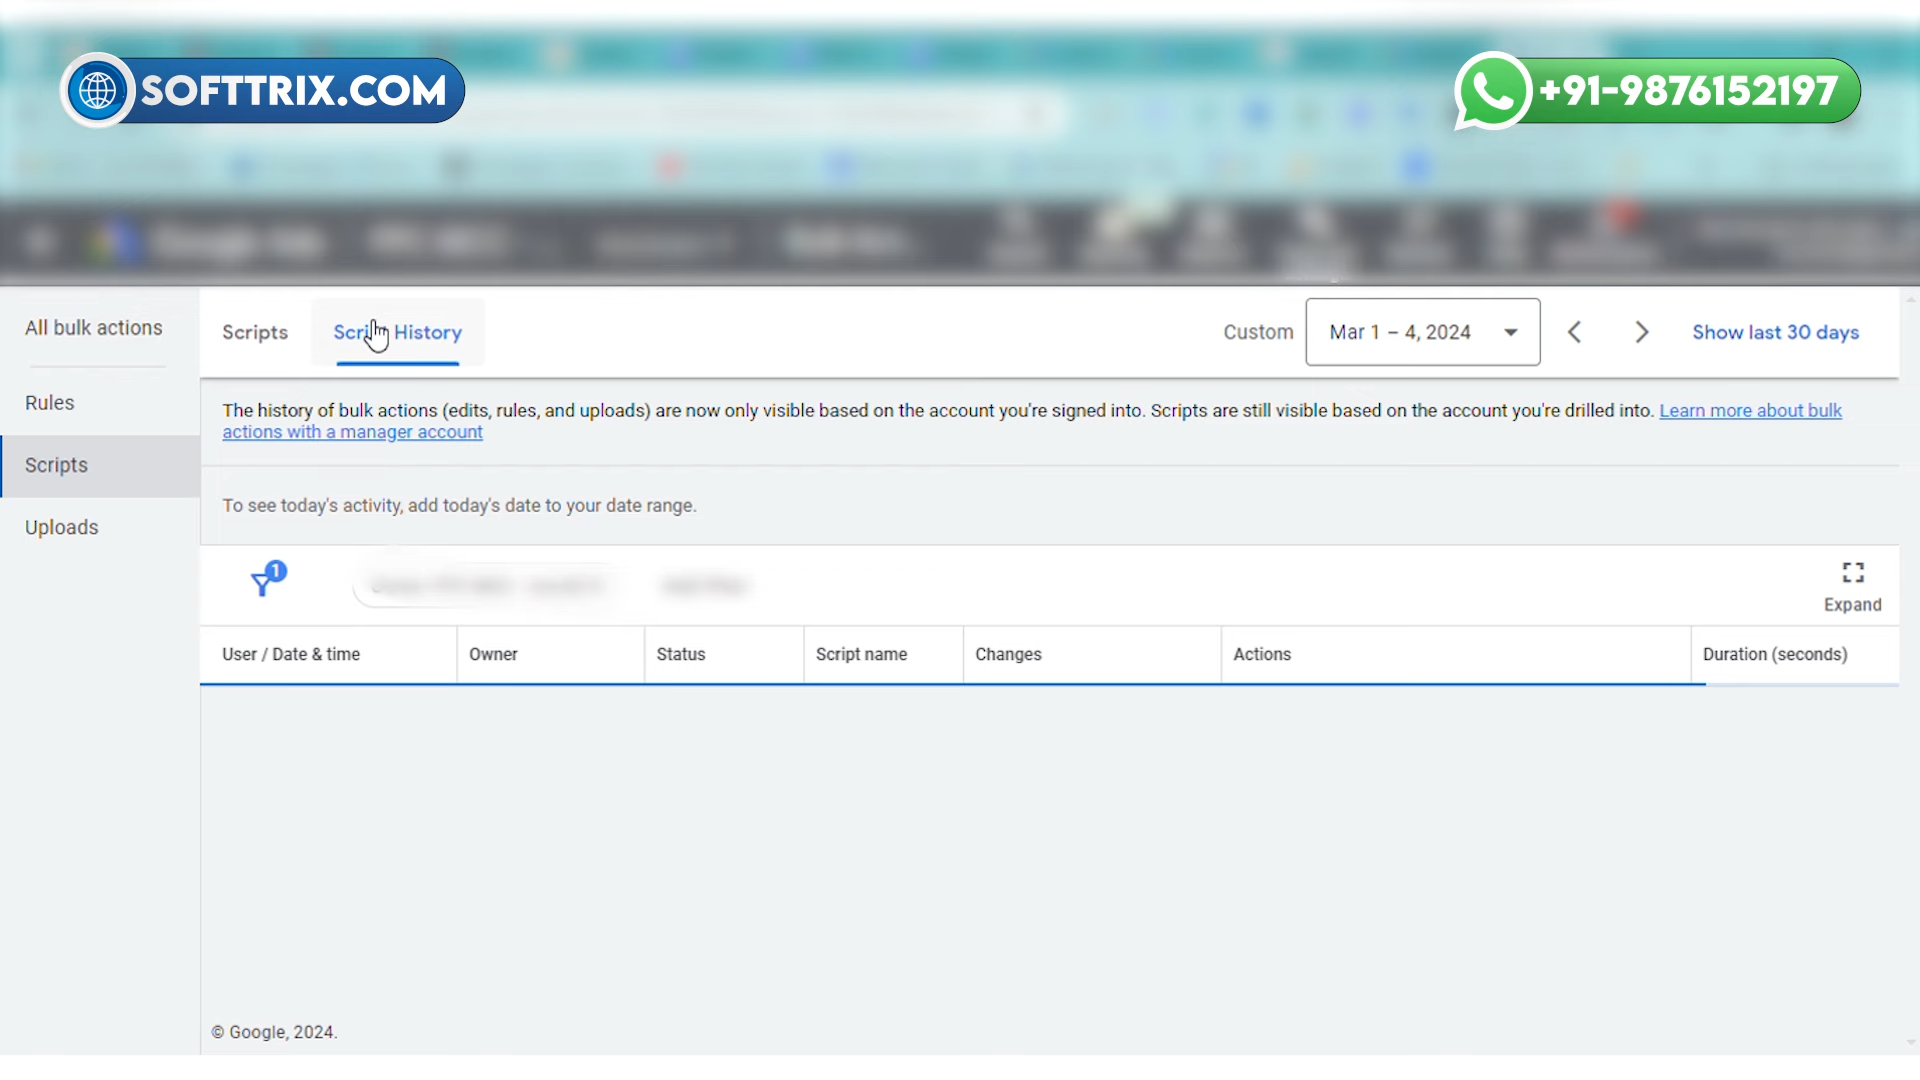 SOFTTRIX.COM
+91-9876152197
All bulk actions
Scripts
History
Custom
Mar 1 – 4, 2024
Show last 30 days
Rules
The history of bulk actions (edits, rules, and uploads) are now only visible based on the account you're signed into. Scripts are still visible based on the account you're drilled into. Learn more about bulk
actions with a manager account
Scripts
To see today's activity, add today's date to your date range.
Uploads
1
Expand
User / Date & time
Owner
Status
Script name
Changes
Actions
Duration (seconds)
© Google, 2024.